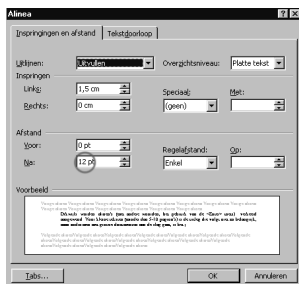 Alinea
Inspringingen en afstand Tekstdoorloop
Uitlijnen: Uitvullen Overzichtsniveau: Platte tekst
Inspringen
Links: 1,5 cm Speciaal: Met:
Rechts: 0 cm (geen)
Afstand
Voor: 0 pt Regelafstand: Op:
Na: 12 pt Enkel
Voorbeeld
Tabs... OK Annuleren